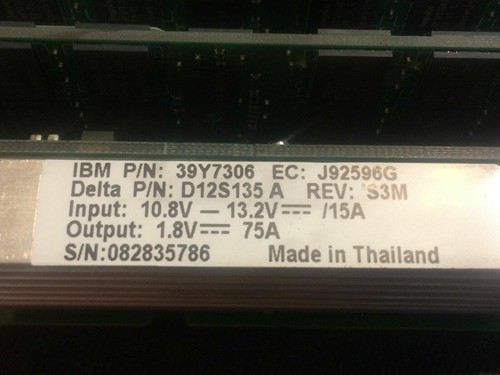 IBM P/N: 39Y7306 EC: J92596G
Delta P/N: D12S135 A REV: S3M
Input: 10.8V — 13.2V⎓ /15A
Output: 1.8V⎓ 75A
S/N:082835786 Made in Thailand